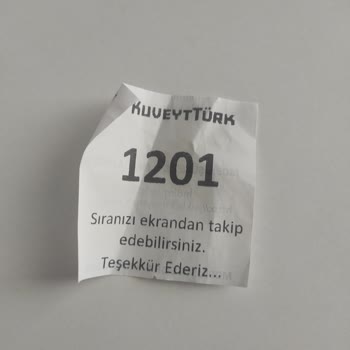 KUVEYTTÜRK
1201
Sıranızı ekrandan takip
edebilirsiniz.
Teşekkür Ederiz...